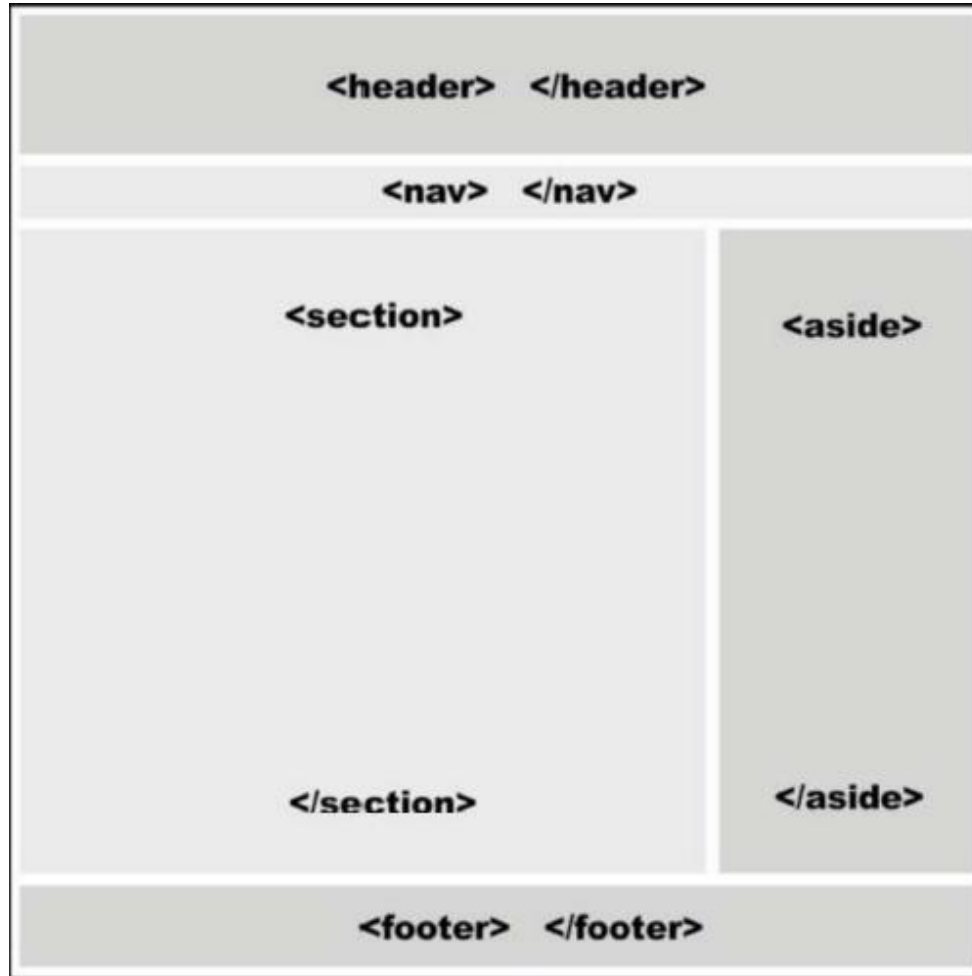 <header> </header>
<nav> </nav>
<section>
<aside>
</section>
</aside>
<footer> </footer>